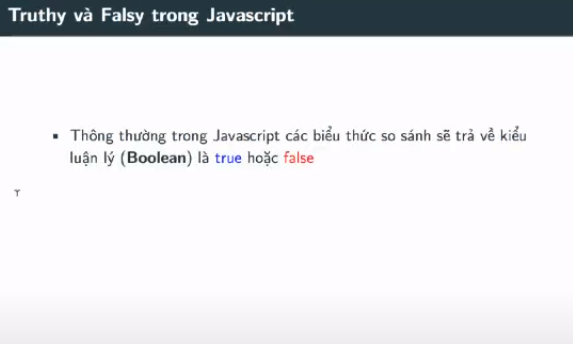 Truthy và Falsy trong Javascript
Thông thường trong Javascript các biểu thức so sánh sẽ trả về kiểu
luận lý (Boolean) là true hoặc false